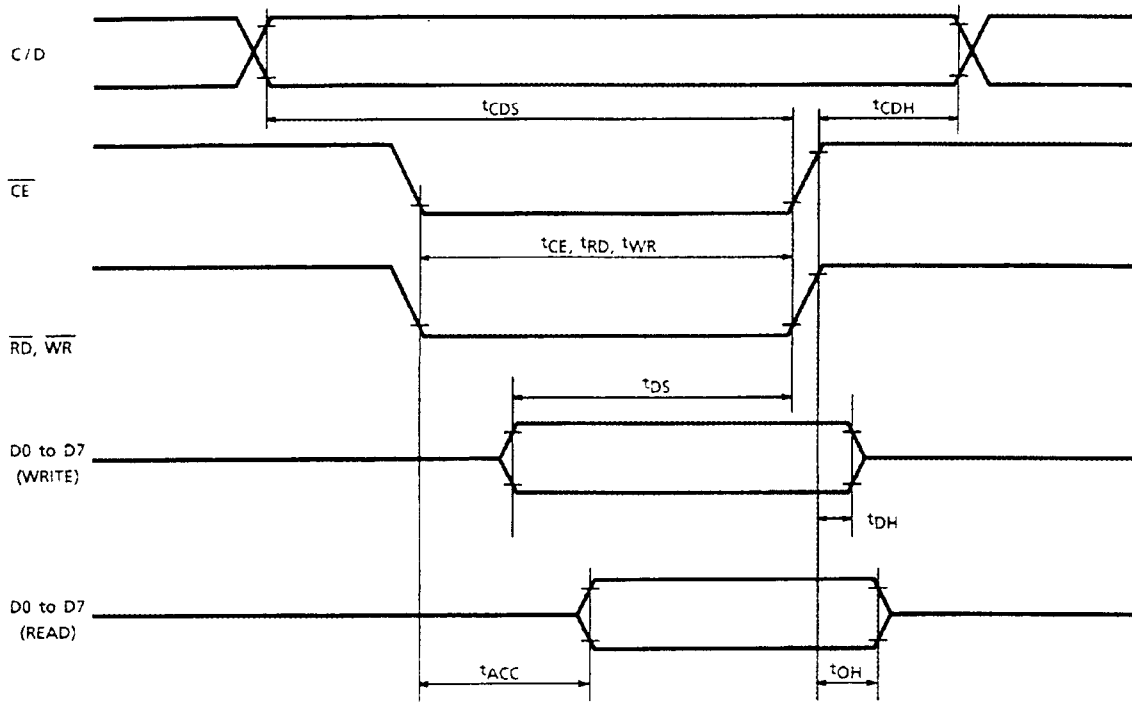 C/D
tCDS
tCDH
CE
tCE, tRD, tWR
RD, WR
tDS
D0 to D7
(WRITE)
tDH
D0 to D7
(READ)
tACC
tOH